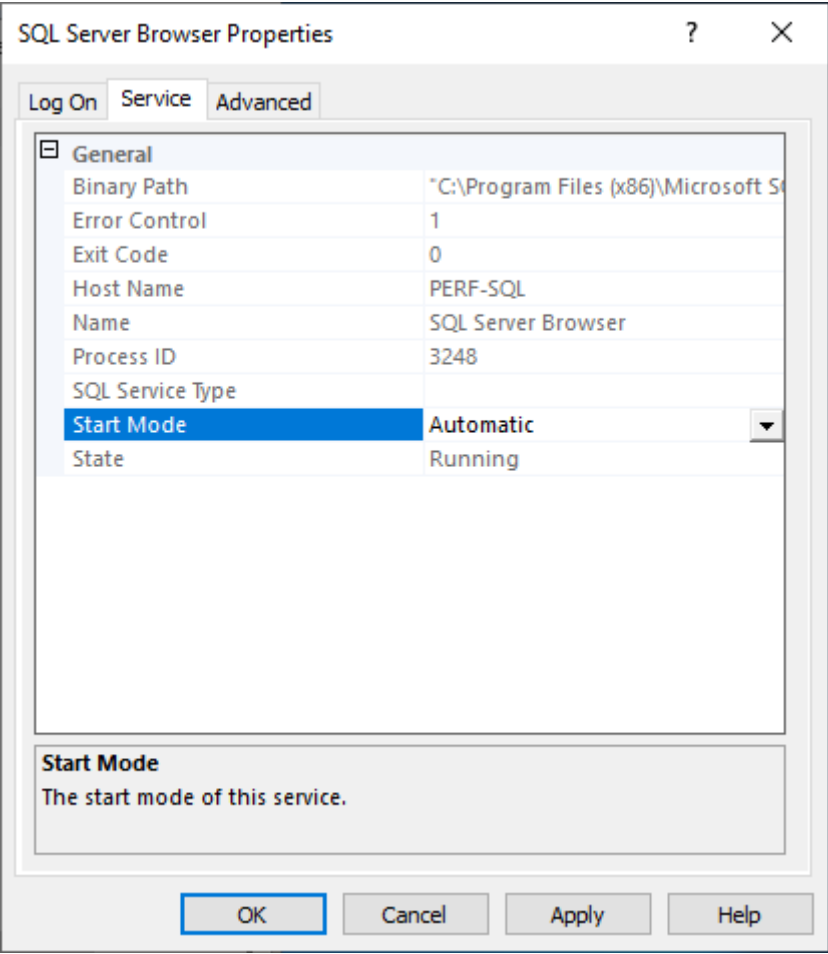 SQL Server Browser Properties ?
Log On Service Advanced
General
Binary Path "C:\Program Files (x86)\Microsoft
Error Control 1
Exit Code 0
Host Name PERF-SQL
Name SQL Server Browser
Process ID 3248
SQL Service Type
Start Mode Automatic
State Running
Start Mode
The start mode of this service.
OK Cancel Apply Help